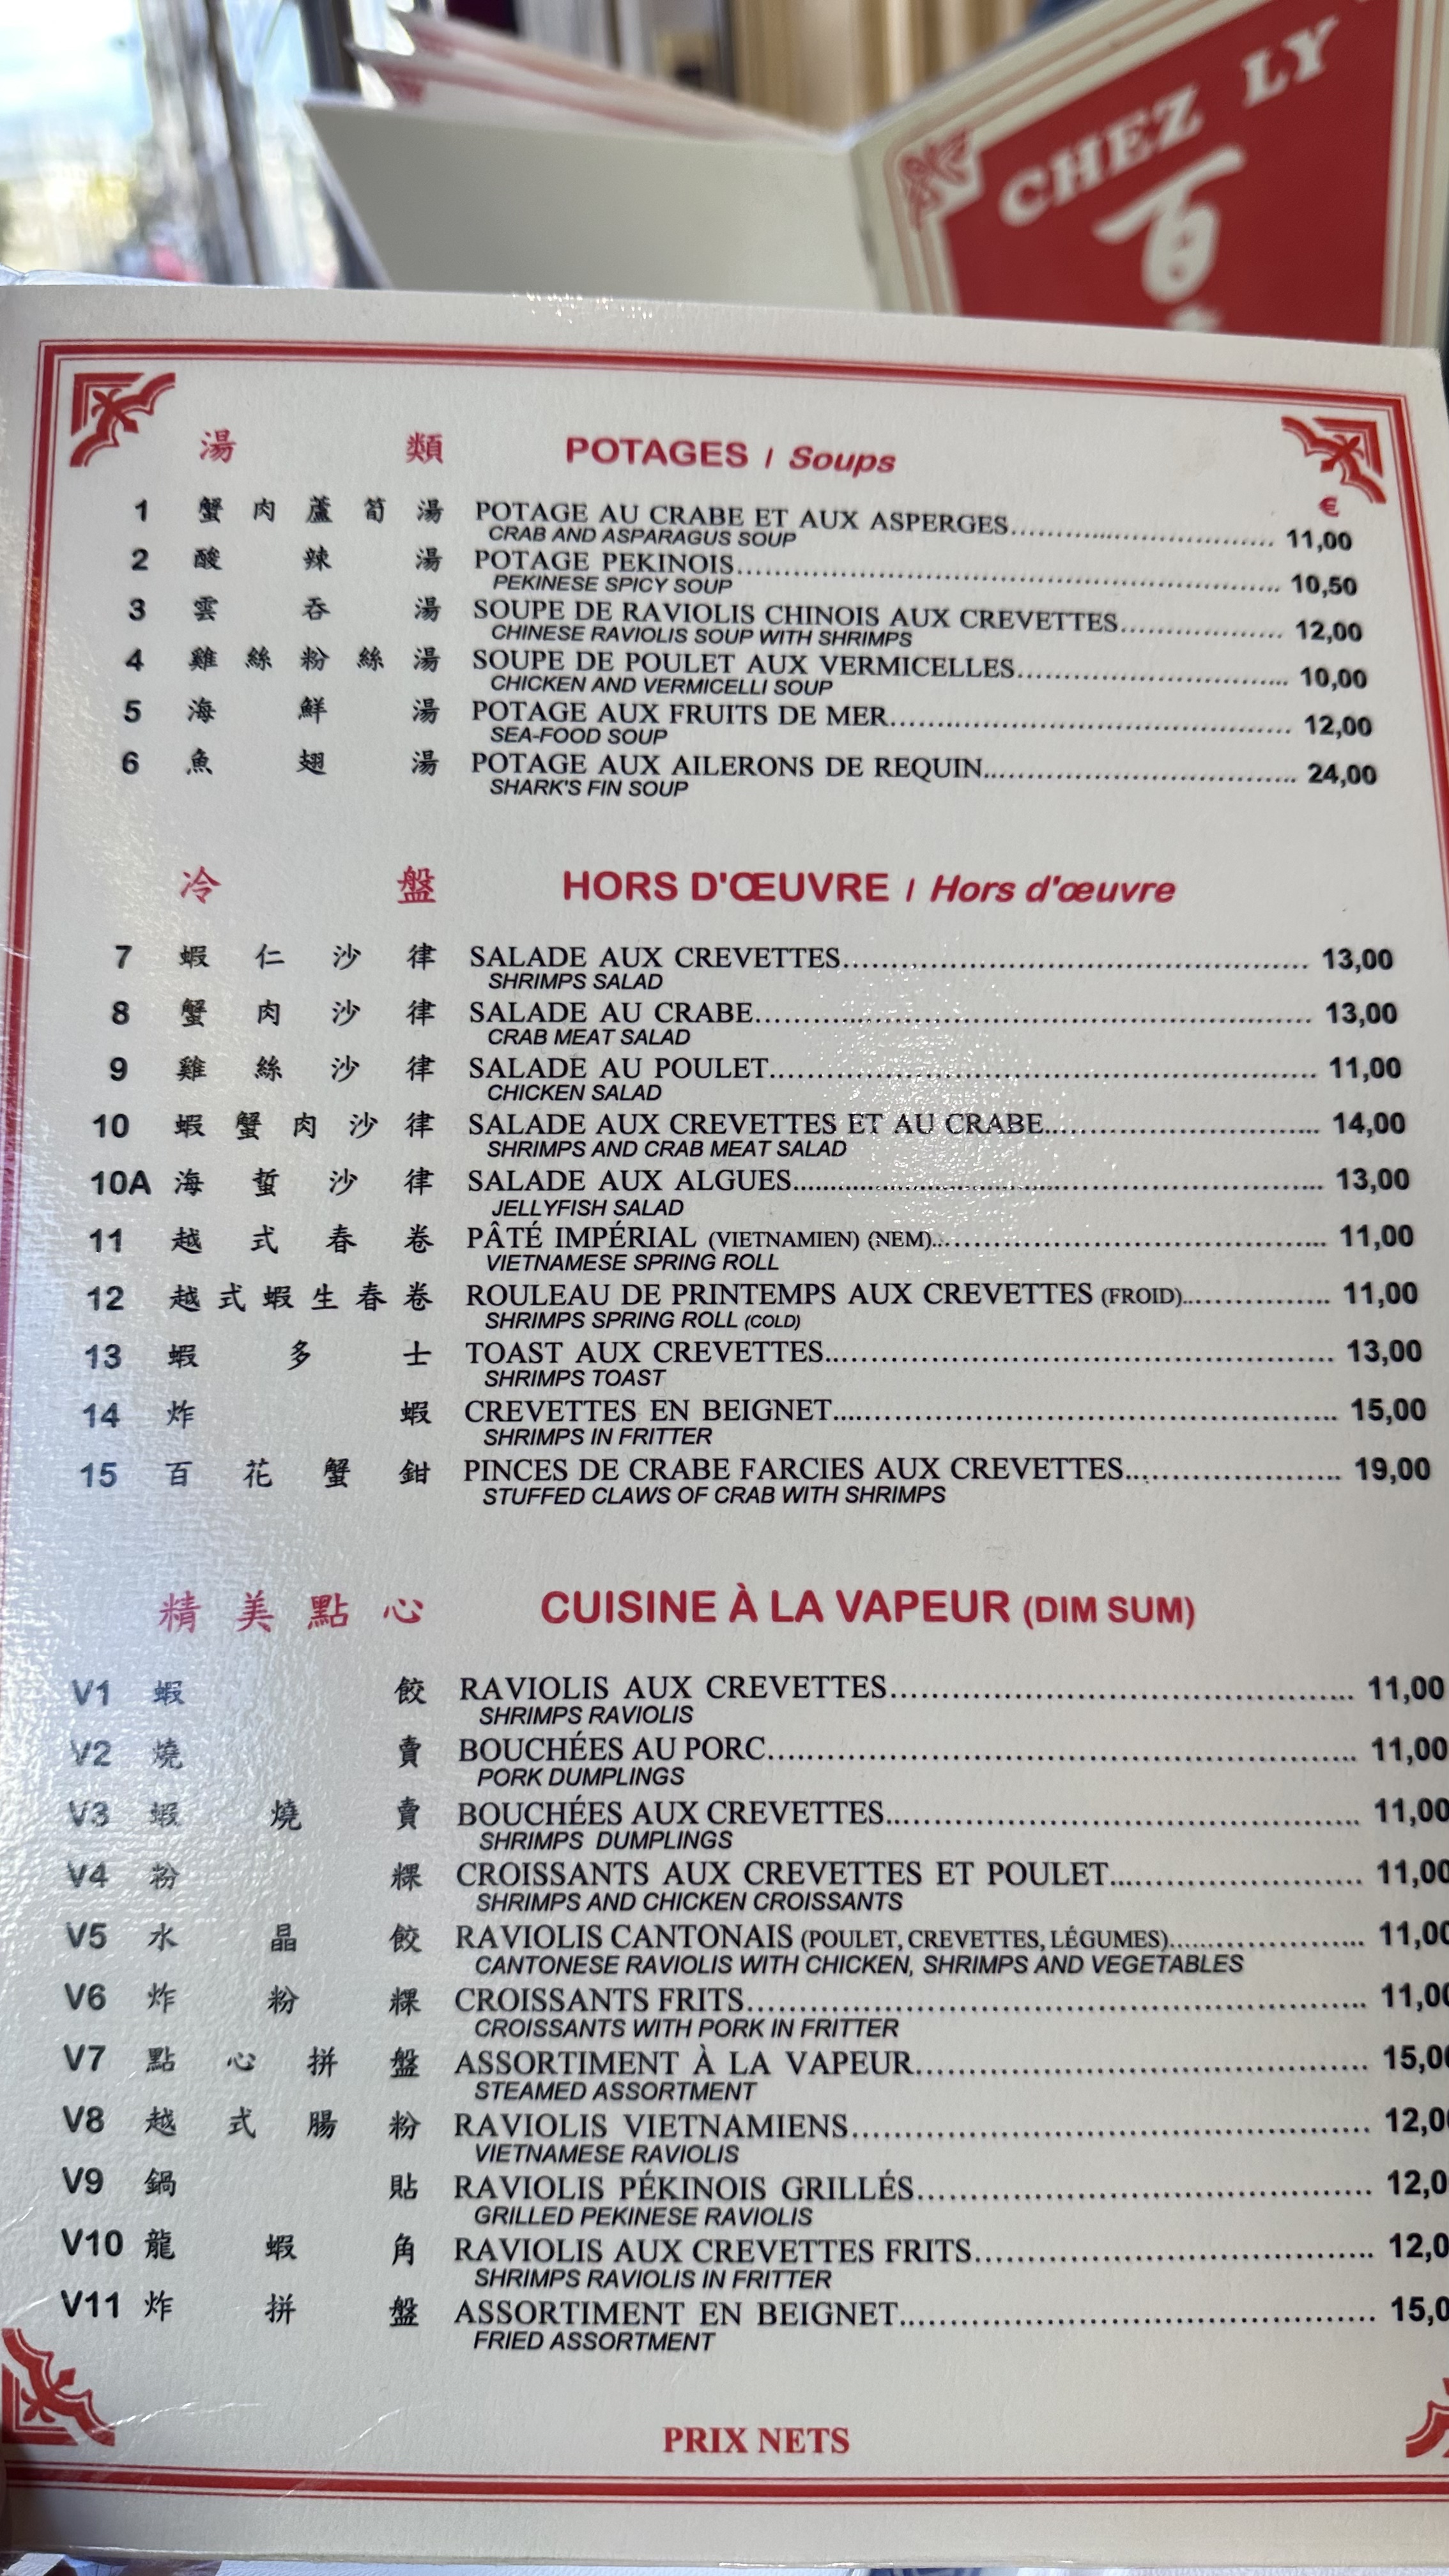 CHEZ LY
百
湯類 POTAGES / Soups
€
1 蟹肉蘆筍湯 POTAGE AU CRABE ET AUX ASPERGES 11,00
CRAB AND ASPARAGUS SOUP
2 酸辣湯 POTAGE PEKINOIS 10,50
PEKINESE SPICY SOUP
3 雲吞湯 SOUPE DE RAVIOLIS CHINOIS AUX CREVETTES 12,00
CHINESE RAVIOLIS SOUP WITH SHRIMPS
4 雞絲粉絲湯 SOUPE DE POULET AUX VERMICELLES 10,00
CHICKEN AND VERMICELLI SOUP
5 海鮮湯 POTAGE AUX FRUITS DE MER 12,00
SEA-FOOD SOUP
6 魚翅湯 POTAGE AUX AILERONS DE REQUIN 24,00
SHARK'S FIN SOUP
冷盤 HORS D'ŒUVRE / Hors d'œuvre
7 蝦仁沙律 SALADE AUX CREVETTES 13,00
SHRIMPS SALAD
8 蟹肉沙律 SALADE AU CRABE 13,00
CRAB MEAT SALAD
9 雞絲沙律 SALADE AU POULET 11,00
CHICKEN SALAD
10 蝦蟹肉沙律 SALADE AUX CREVETTES ET AU CRABE 14,00
SHRIMPS AND CRAB MEAT SALAD
10A 海蜇沙律 SALADE AUX ALGUES 13,00
JELLYFISH SALAD
11 越式春卷 PÂTÉ IMPÉRIAL (VIETNAMIEN) (NEM) 11,00
VIETNAMESE SPRING ROLL
12 越式蝦生春卷 ROULEAU DE PRINTEMPS AUX CREVETTES (FROID) 11,00
SHRIMPS SPRING ROLL (COLD)
13 蝦多士 TOAST AUX CREVETTES 13,00
SHRIMPS TOAST
14 炸蝦 CREVETTES EN BEIGNET 15,00
SHRIMPS IN FRITTER
15 百花蟹鉗 PINCES DE CRABE FARCIES AUX CREVETTES 19,00
STUFFED CLAWS OF CRAB WITH SHRIMPS
精美點心 CUISINE À LA VAPEUR (DIM SUM)
V1 蝦餃 RAVIOLIS AUX CREVETTES 11,00
SHRIMPS RAVIOLIS
V2 燒賣 BOUCHÉES AU PORC 11,00
PORK DUMPLINGS
V3 蝦燒賣 BOUCHÉES AUX CREVETTES 11,00
SHRIMPS DUMPLINGS
V4 粉粿 CROISSANTS AUX CREVETTES ET POULET 11,00
SHRIMPS AND CHICKEN CROISSANTS
V5 水晶餃 RAVIOLIS CANTONAIS (POULET, CREVETTES, LÉGUMES) 11,00
CANTONESE RAVIOLIS WITH CHICKEN, SHRIMPS AND VEGETABLES
V6 炸粉粿 CROISSANTS FRITS 11,00
CROISSANTS WITH PORK IN FRITTER
V7 點心拼盤 ASSORTIMENT À LA VAPEUR 15,00
STEAMED ASSORTMENT
V8 越式腸粉 RAVIOLIS VIETNAMIENS 12,00
VIETNAMESE RAVIOLIS
V9 鍋貼 RAVIOLIS PÉKINOIS GRILLÉS 12,0
GRILLED PEKINESE RAVIOLIS
V10 龍蝦角 RAVIOLIS AUX CREVETTES FRITS 12,0
SHRIMPS RAVIOLIS IN FRITTER
V11 炸拼盤 ASSORTIMENT EN BEIGNET 15,0
FRIED ASSORTMENT
PRIX NETS